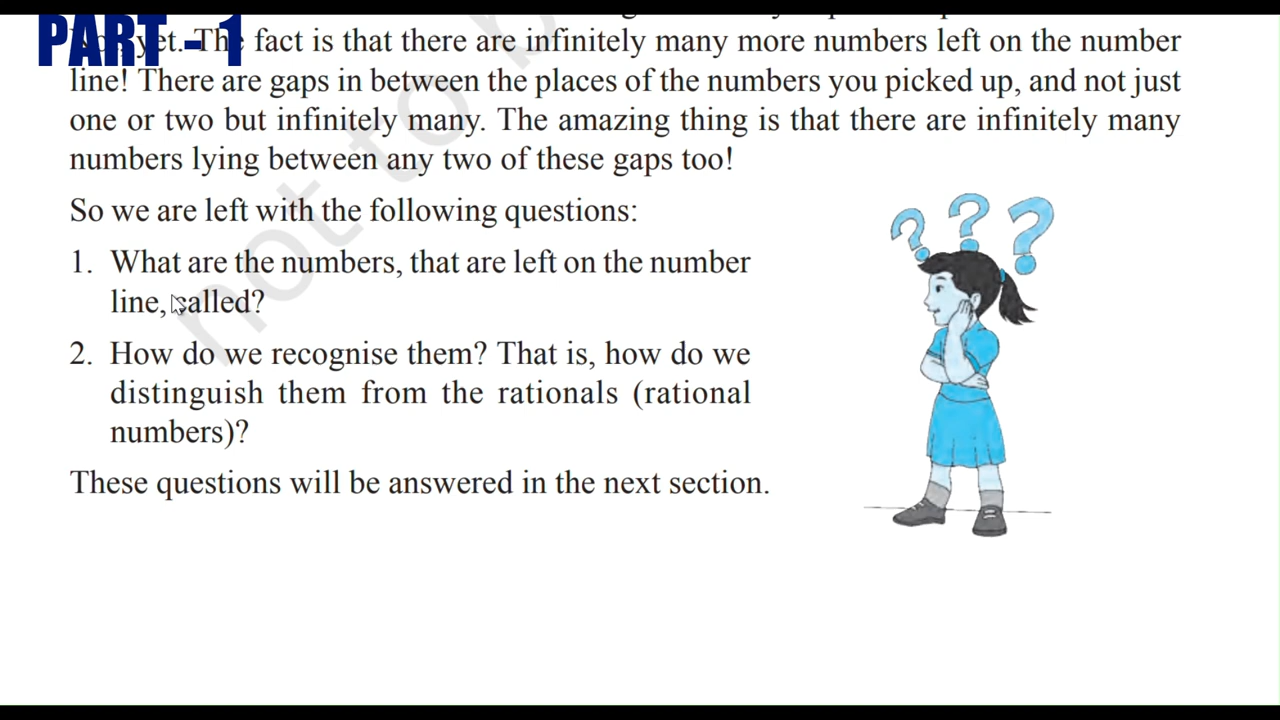 PART - 1
yet. The fact is that there are infinitely many more numbers left on the number
line! There are gaps in between the places of the numbers you picked up, and not just
one or two but infinitely many. The amazing thing is that there are infinitely many
numbers lying between any two of these gaps too!
So we are left with the following questions:
1. What are the numbers, that are left on the number
line, called?
2. How do we recognise them? That is, how do we
distinguish them from the rationals (rational
numbers)?
These questions will be answered in the next section.
? ? ?
not to b